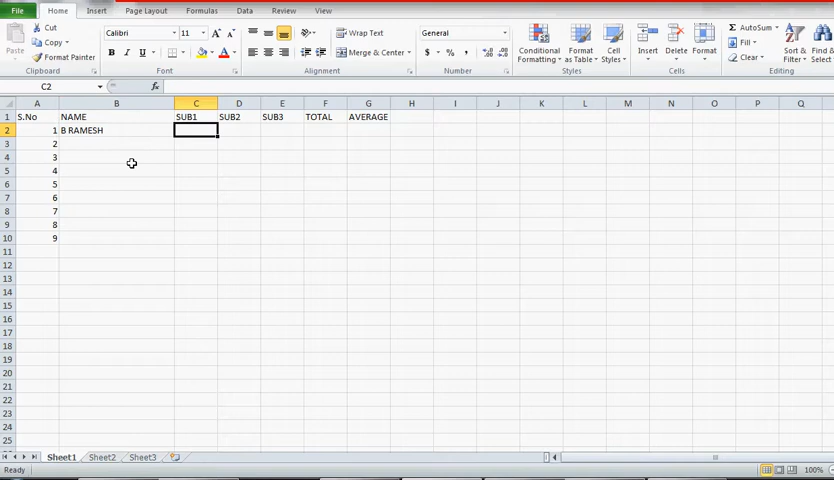 File Home Insert Page Layout Formulas Data Review View
Cut Calibri 11 A A Wrap Text General AutoSum
Paste Copy B I U A Merge & Center $ % , Conditional Formatting Format as Table Cell Styles Insert Delete Format Fill Sort & Filter Find & Select
Format Painter Clear
Clipboard Font Alignment Number Styles Cells
C2 fx
A B C D E F G H I J K L M N O P Q
1 S.No NAME SUB1 SUB2 SUB3 TOTAL AVERAGE
2 1 B RAMESH
3 2
4 3
5 4
6 5
7 6
8 7
9 8
10 9
11
12
13
14
15
16
17
18
19
20
21
22
23
24
25
Sheet1 Sheet2 Sheet3
Ready 100%